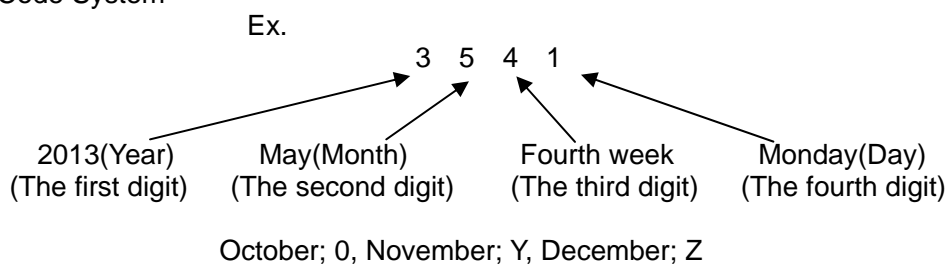 Code System
Ex.
3 5 4 1
2013(Year) May(Month) Fourth week Monday(Day)
(The first digit) (The second digit) (The third digit) (The fourth digit)
October; 0, November; Y, December; Z